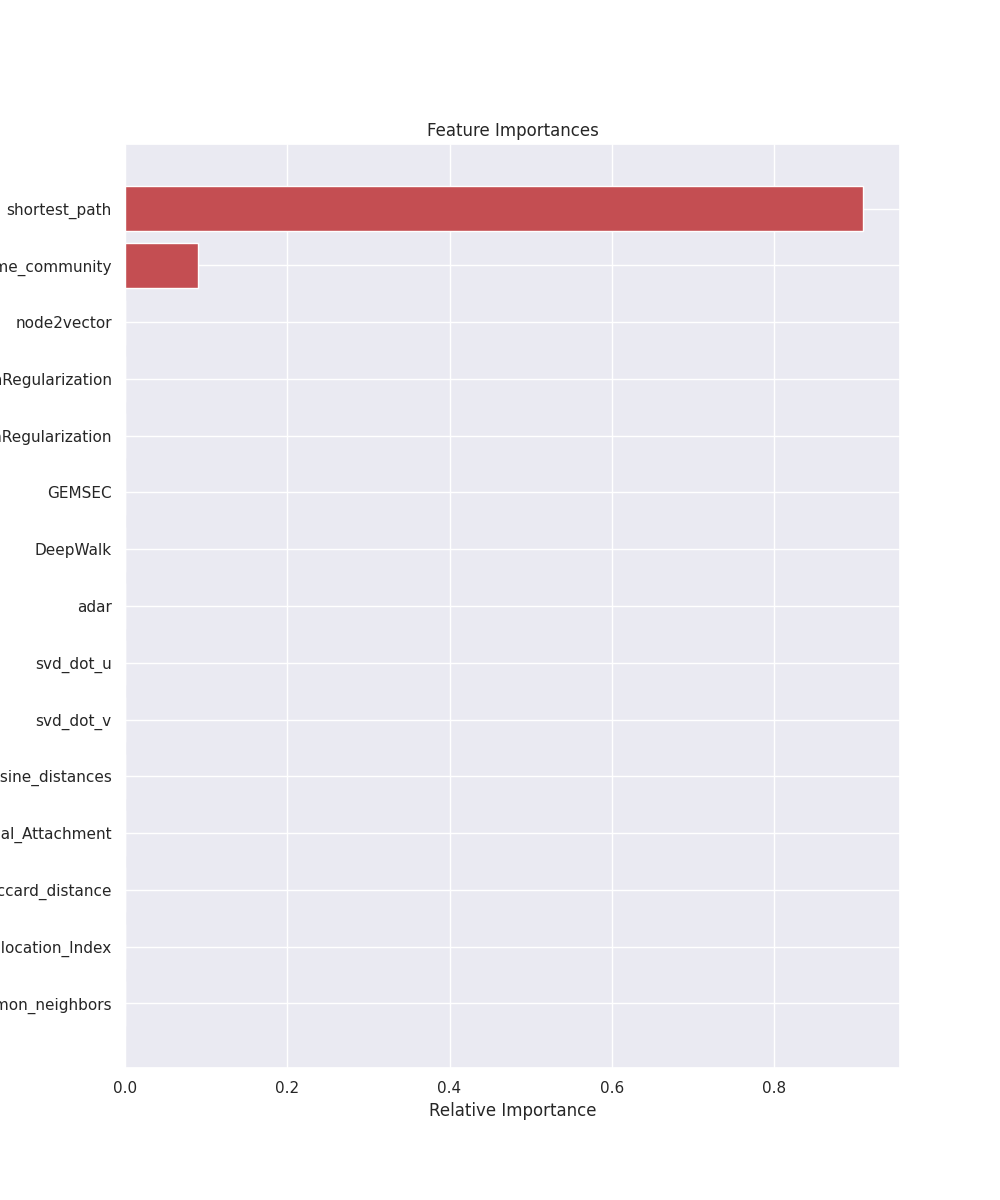 Feature Importances
shortest_path
me_community
node2vector
Regularization
Regularization
GEMSEC
DeepWalk
adar
svd_dot_u
svd_dot_v
sine_distances
al_Attachment
ccard_distance
location_Index
mon_neighbors
0.0 0.2 0.4 0.6 0.8
Relative Importance